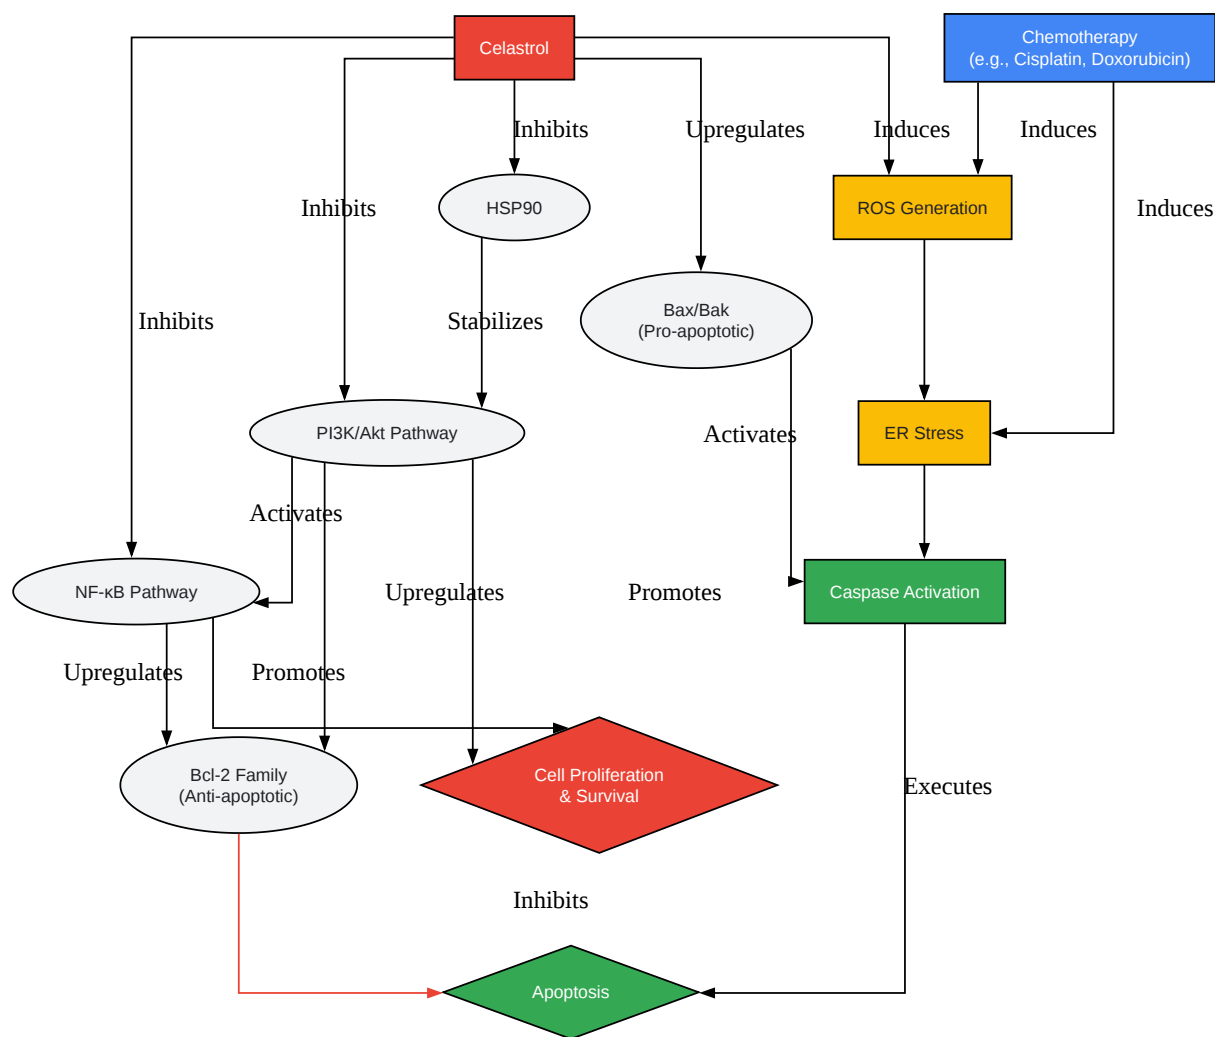 Celastrol
Chemotherapy
(e.g., Cisplatin, Doxorubicin)
Inhibits
Upregulates
Induces
Induces
Inhibits
HSP90
ROS Generation
Induces
Inhibits
Stabilizes
Bax/Bak
(Pro-apoptotic)
PI3K/Akt Pathway
Activates
ER Stress
Activates
NF-κB Pathway
Upregulates
Promotes
Caspase Activation
Upregulates
Promotes
Bcl-2 Family
(Anti-apoptotic)
Cell Proliferation
& Survival
Executes
Inhibits
Apoptosis